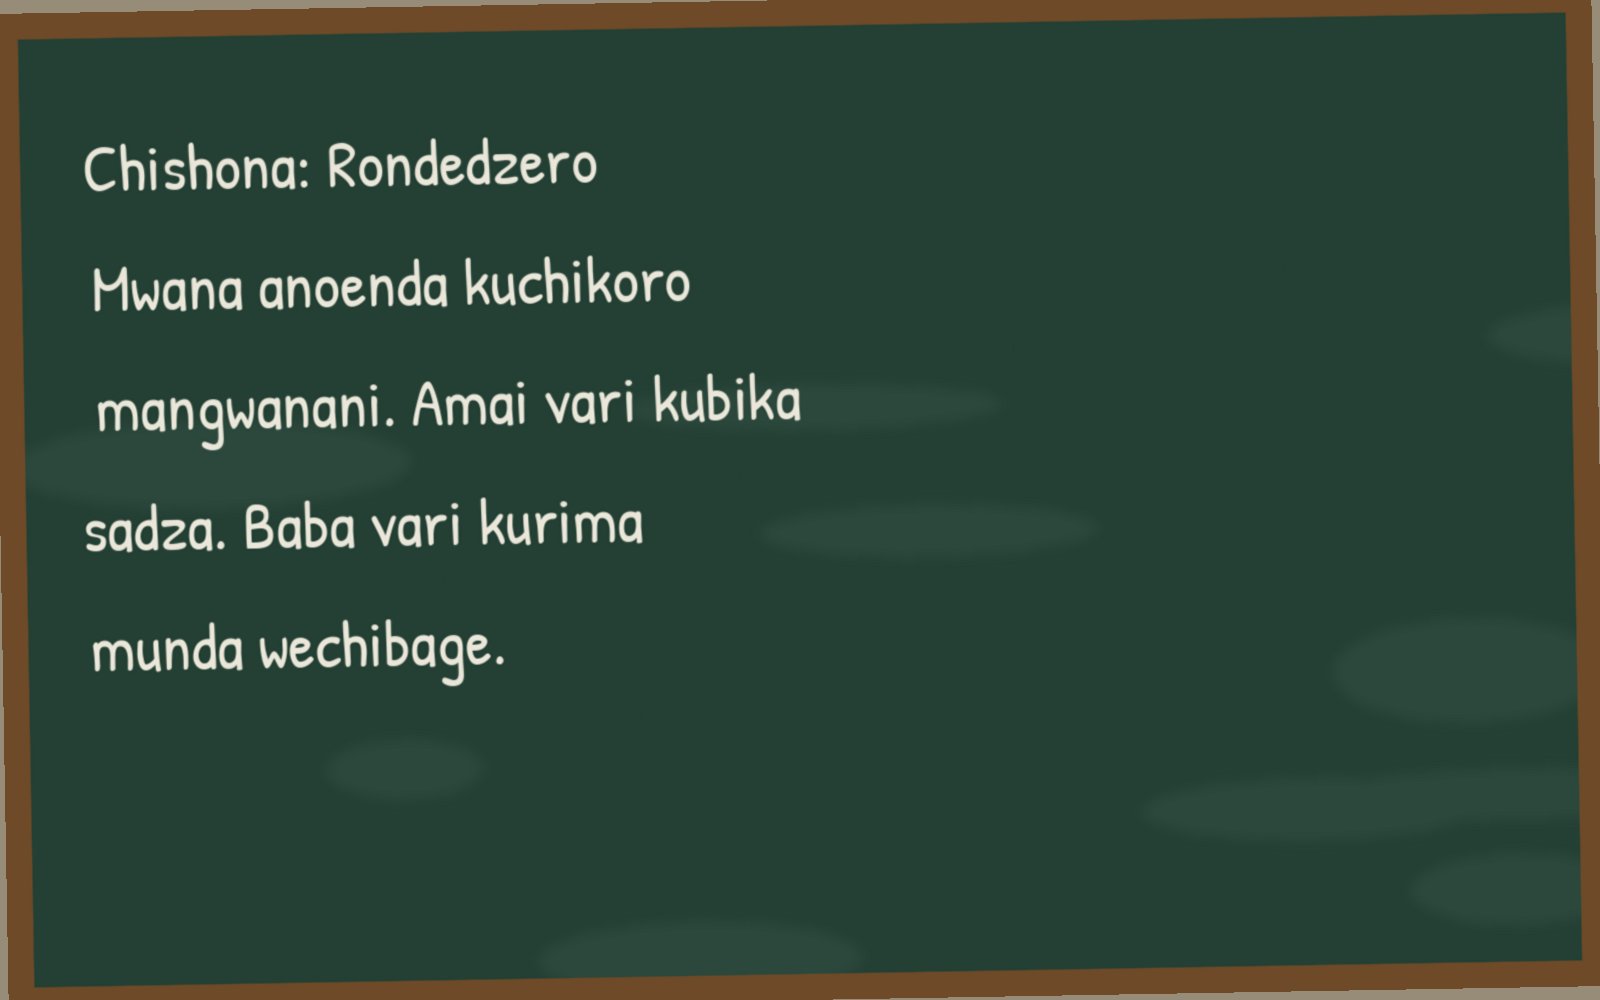 Chishona: Rondedzero
Mwana anoenda kuchikoro
mangwanani. Amai vari kubika
sadza. Baba vari kurima
munda wechibage.